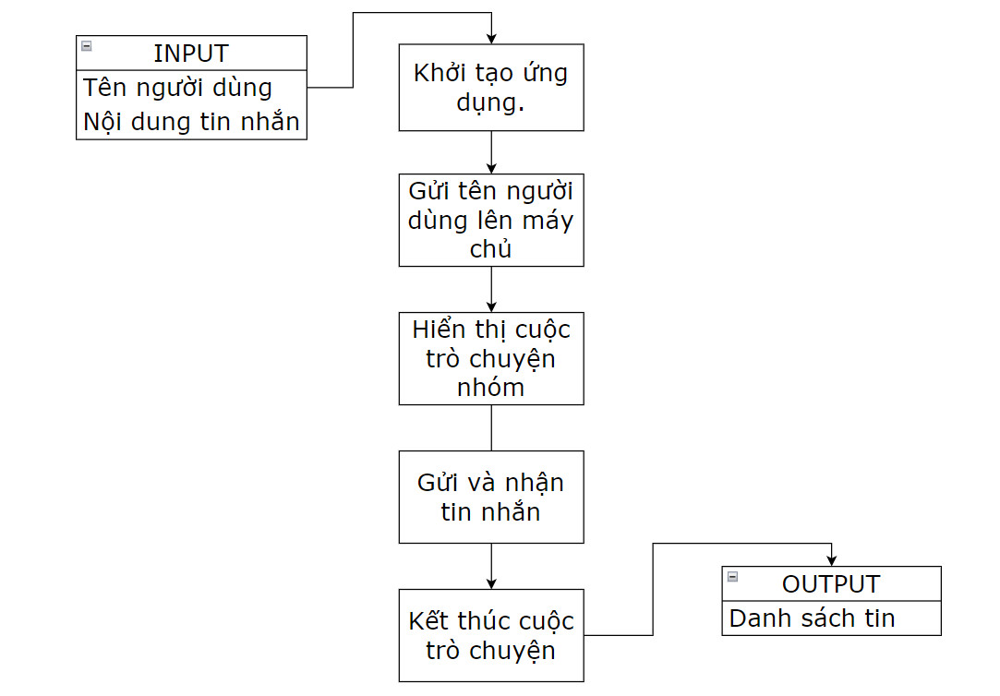 INPUT
Tên người dùng
Nội dung tin nhắn
Khởi tạo ứng
dụng.
Gửi tên người
dùng lên máy
chủ
Hiển thị cuộc
trò chuyện
nhóm
Gửi và nhận
tin nhắn
Kết thúc cuộc
trò chuyện
OUTPUT
Danh sách tin